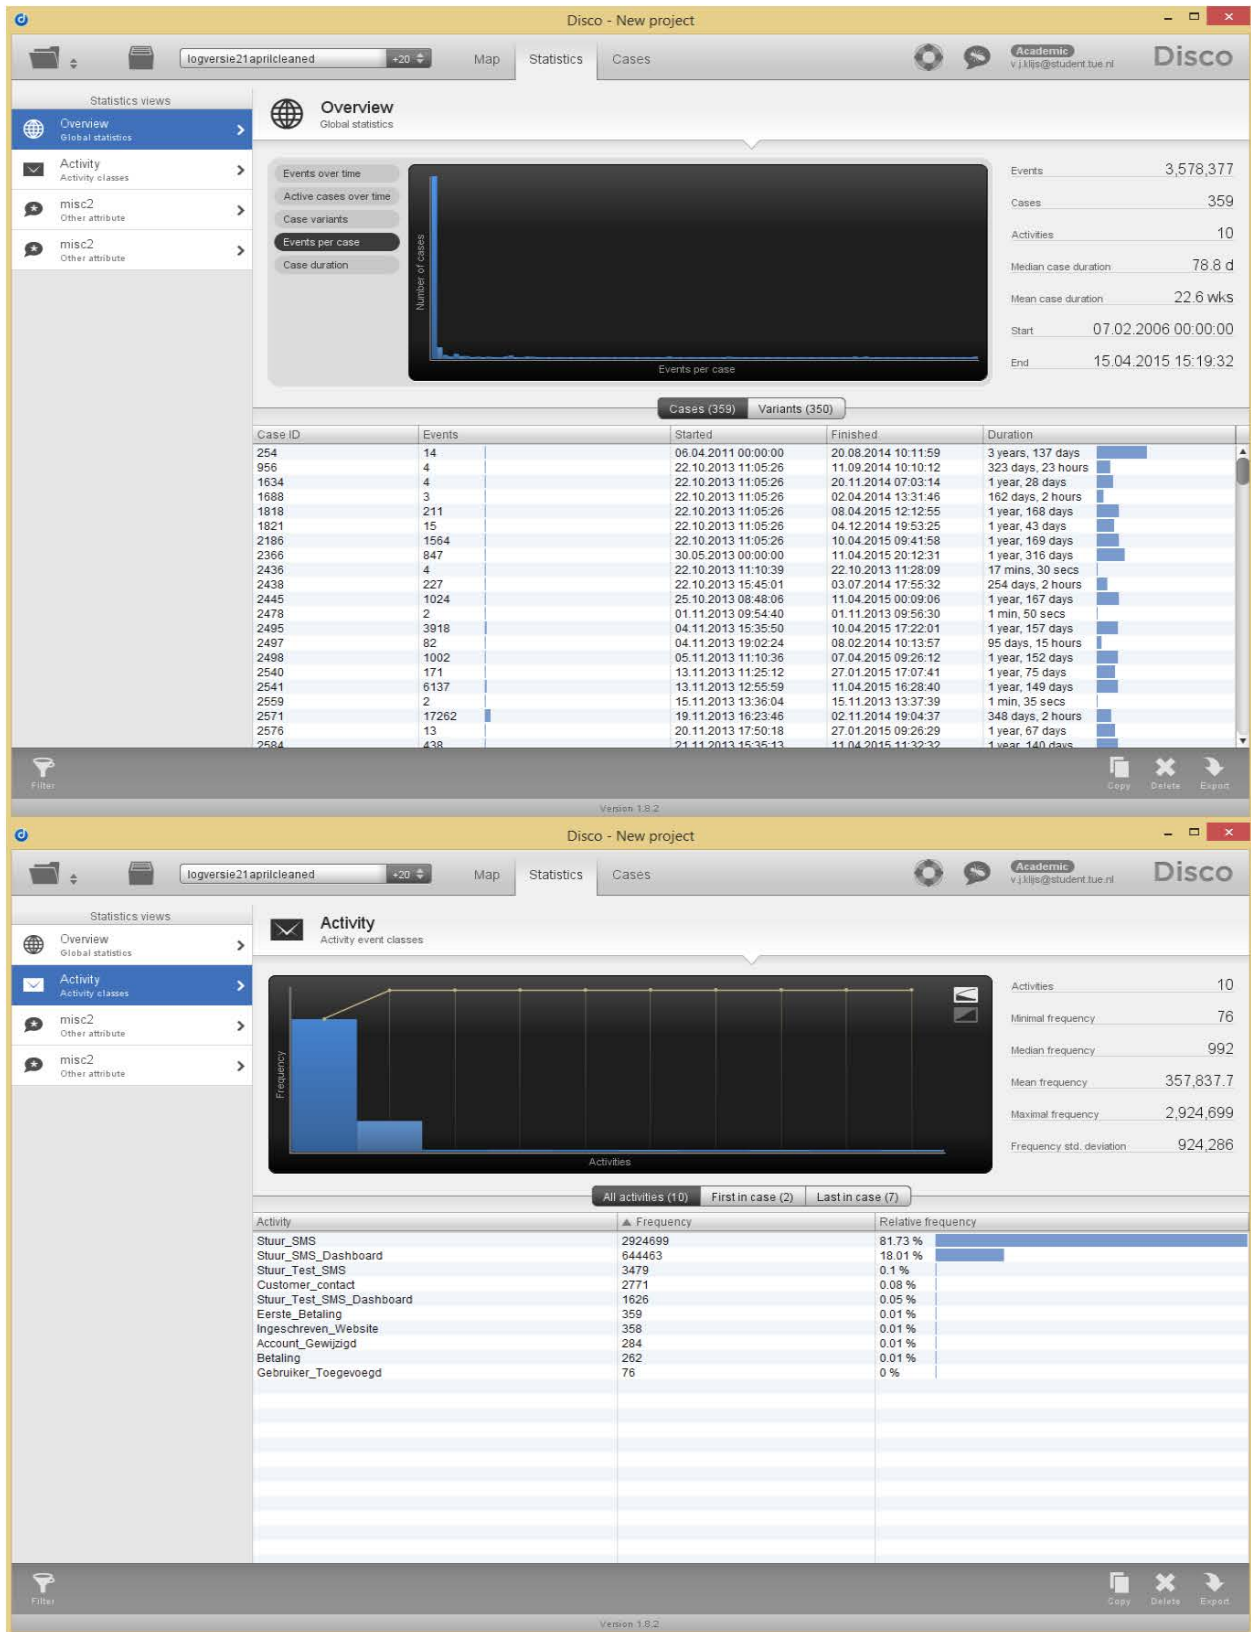 Disco - New project
logversie21aprilcleaned +20 Map Statistics Cases Academic Disco
v.j.klijs@student.tue.nl
Statistics views
Overview
Global statistics
Activity
Activity classes
misc2
Other attribute
misc2
Other attribute
Overview
Global statistics
Events over time
Active cases over time
Case variants
Events per case
Case duration
Number of cases
Events per case
Events 3,578,377
Cases 359
Activities 10
Median case duration 78.8 d
Mean case duration 22.6 wks
Start 07.02.2006 00:00:00
End 15.04.2015 15:19:32
Cases (359) Variants (350)
Case ID Events Started Finished Duration
254 14 06.04.2011 00:00:00 20.08.2014 10:11:59 3 years, 137 days
956 4 22.10.2013 11:05:26 11.09.2014 10:10:12 323 days, 23 hours
1634 4 22.10.2013 11:05:26 20.11.2014 07:03:14 1 year, 28 days
1688 3 22.10.2013 11:05:26 02.04.2014 13:31:46 162 days, 2 hours
1818 211 22.10.2013 11:05:26 08.04.2015 12:12:55 1 year, 168 days
1821 15 22.10.2013 11:05:26 04.12.2014 19:53:25 1 year, 43 days
2186 1564 22.10.2013 11:05:26 10.04.2015 09:41:58 1 year, 169 days
2366 847 30.05.2013 00:00:00 11.04.2015 20:12:31 1 year, 316 days
2436 4 22.10.2013 11:10:39 22.10.2013 11:28:09 17 mins, 30 secs
2438 227 22.10.2013 15:45:01 03.07.2014 17:55:32 254 days, 2 hours
2445 1024 25.10.2013 08:48:06 11.04.2015 00:09:06 1 year, 167 days
2478 2 01.11.2013 09:54:40 01.11.2013 09:56:30 1 min, 50 secs
2495 3918 04.11.2013 15:35:50 10.04.2015 17:22:01 1 year, 157 days
2497 82 04.11.2013 19:02:24 08.02.2014 10:13:57 95 days, 15 hours
2498 1002 05.11.2013 11:10:36 07.04.2015 09:26:12 1 year, 152 days
2540 171 13.11.2013 11:25:12 27.01.2015 17:07:41 1 year, 75 days
2541 6137 13.11.2013 12:55:59 11.04.2015 16:28:40 1 year, 149 days
2559 2 15.11.2013 13:36:04 15.11.2013 13:37:39 1 min, 35 secs
2571 17262 19.11.2013 16:23:46 02.11.2014 19:04:37 348 days, 2 hours
2576 13 20.11.2013 17:50:18 27.01.2015 09:26:29 1 year, 67 days
2584 438 21.11.2013 15:35:13 11.04.2015 11:32:32 1 year, 140 days
Filter Copy Delete Export
Version 1.8.2
Disco - New project
logversie21aprilcleaned +20 Map Statistics Cases Academic Disco
v.j.klijs@student.tue.nl
Statistics views
Overview
Global statistics
Activity
Activity classes
misc2
Other attribute
misc2
Other attribute
Activity
Activity event classes
Frequency
Activities
Activities 10
Minimal frequency 76
Median frequency 992
Mean frequency 357,837.7
Maximal frequency 2,924,699
Frequency std. deviation 924,286
All activities (10) First in case (2) Last in case (7)
Activity ▲ Frequency Relative frequency
Stuur_SMS 2924699 81.73 %
Stuur_SMS_Dashboard 644463 18.01 %
Stuur_Test_SMS 3479 0.1 %
Customer_contact 2771 0.08 %
Stuur_Test_SMS_Dashboard 1626 0.05 %
Eerste_Betaling 359 0.01 %
Ingeschreven_Website 358 0.01 %
Account_Gewijzigd 284 0.01 %
Betaling 262 0.01 %
Gebruiker_Toegevoegd 76 0 %
Filter Copy Delete Export
Version 1.8.2